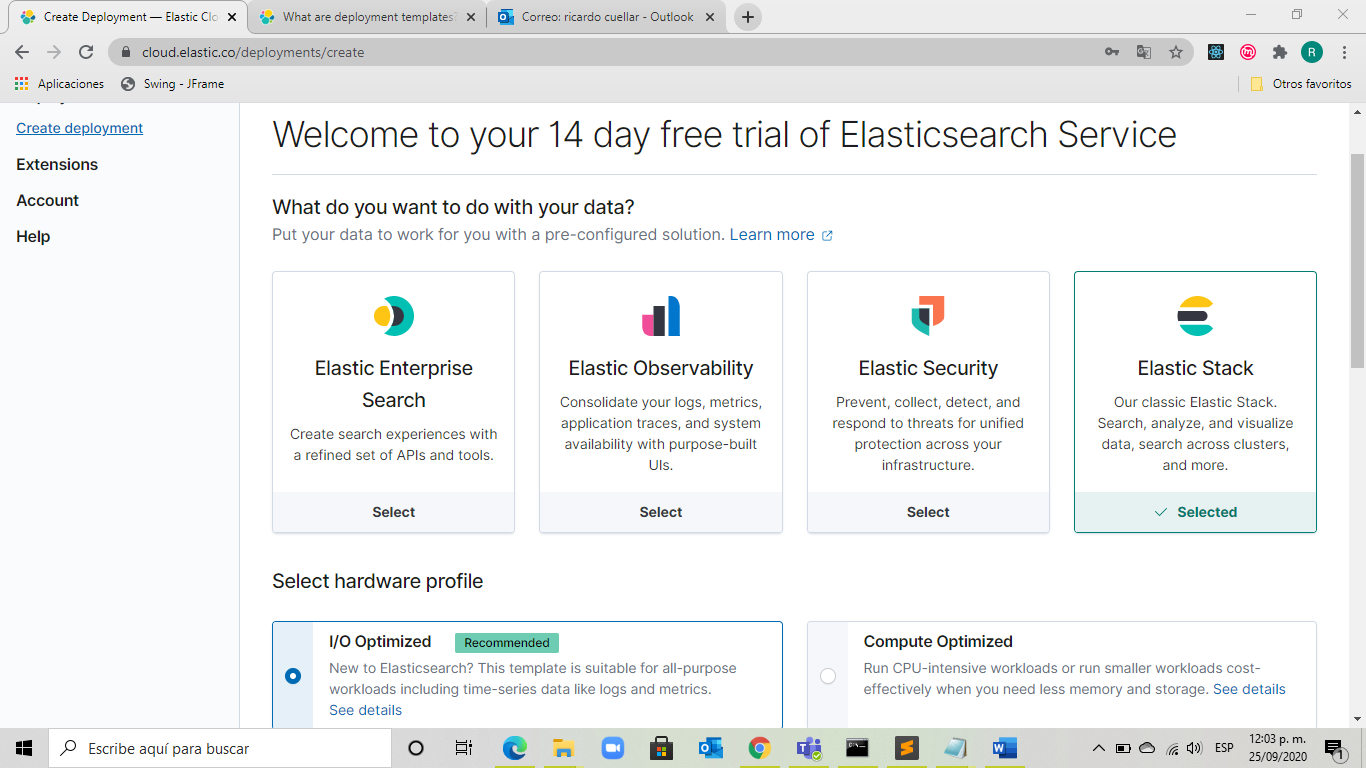 Create Deployment — Elastic Clo
What are deployment templates?
Correo: ricardo cuellar - Outlook
cloud.elastic.co/deployments/create
R
Aplicaciones
Swing - JFrame
Otros favoritos
Create deployment
Extensions
Account
Help
Welcome to your 14 day free trial of Elasticsearch Service
What do you want to do with your data?
Put your data to work for you with a pre-configured solution. Learn more
Elastic Enterprise
Search
Create search experiences with
a refined set of APIs and tools.
Select
Elastic Observability
Consolidate your logs, metrics,
application traces, and system
availability with purpose-built
UIs.
Select
Elastic Security
Prevent, collect, detect, and
respond to threats for unified
protection across your
infrastructure.
Select
Elastic Stack
Our classic Elastic Stack.
Search, analyze, and visualize
data, search across clusters,
and more.
Selected
Select hardware profile
I/O Optimized
Recommended
New to Elasticsearch? This template is suitable for all-purpose
workloads including time-series data like logs and metrics.
See details
Compute Optimized
Run CPU-intensive workloads or run smaller workloads cost-
effectively when you need less memory and storage. See details
Escribe aquí para buscar
ESP
12:03 p. m.
25/09/2020
1